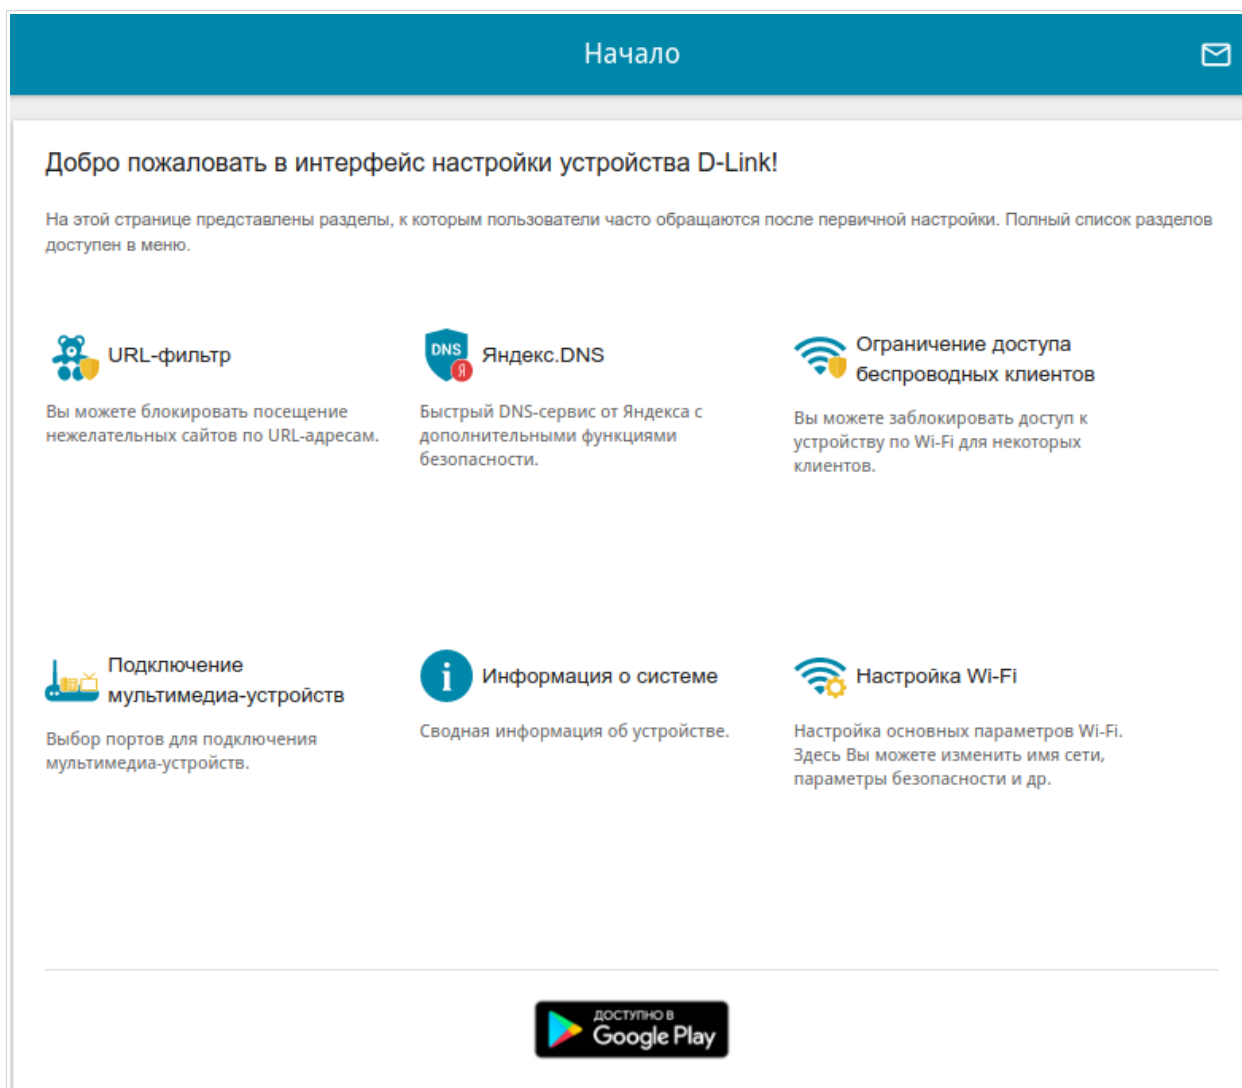 Начало
Добро пожаловать в интерфейс настройки устройства D-Link!
На этой странице представлены разделы, к которым пользователи часто обращаются после первичной настройки. Полный список разделов
доступен в меню.
URL-фильтр
Вы можете блокировать посещение
нежелательных сайтов по URL-адресам.
DNS
Я
Яндекс.DNS
Быстрый DNS-сервис от Яндекса с
дополнительными функциями
безопасности.
Ограничение доступа
беспроводных клиентов
Вы можете заблокировать доступ к
устройству по Wi-Fi для некоторых
клиентов.
Подключение
мультимедиа-устройств
Выбор портов для подключения
мультимедиа-устройств.
i
Информация о системе
Сводная информация об устройстве.
Настройка Wi-Fi
Настройка основных параметров Wi-Fi.
Здесь Вы можете изменить имя сети,
параметры безопасности и др.
ДОСТУПНО В
Google Play